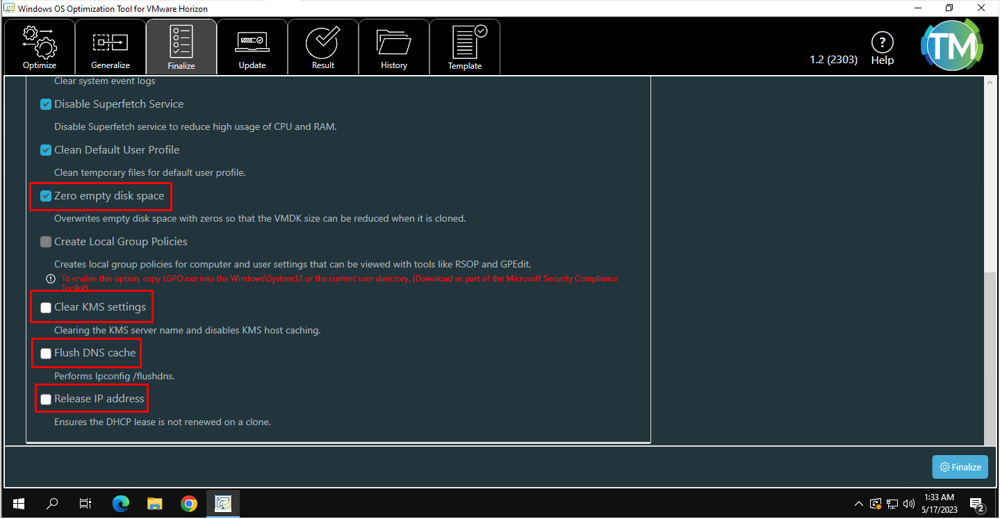 Windows OS Optimization Tool for VMware Horizon
Optimize
Generalize
Finalize
Update
Result
History
Template
1.2 (2303)
?
Help
TM
Clear system event logs
Disable Superfetch Service
Disable Superfetch service to reduce high usage of CPU and RAM.
Clean Default User Profile
Clean temporary files for default user profile.
Zero empty disk space
Overwrites empty disk space with zeros so that the VMDK size can be reduced when it is cloned.
Create Local Group Policies
Creates local group policies for computer and user settings that can be viewed with tools like RSOP and GPEdit.
To enable this option, copy LGPO.exe into the Windows\System32 or the current user directory. (Download as part of the Microsoft Security Compliance
Toolkit)
Clear KMS settings
Clearing the KMS server name and disables KMS host caching.
Flush DNS cache
Performs Ipconfig /flushdns.
Release IP address
Ensures the DHCP lease is not renewed on a clone.
Finalize
1:33 AM
5/17/2023
2